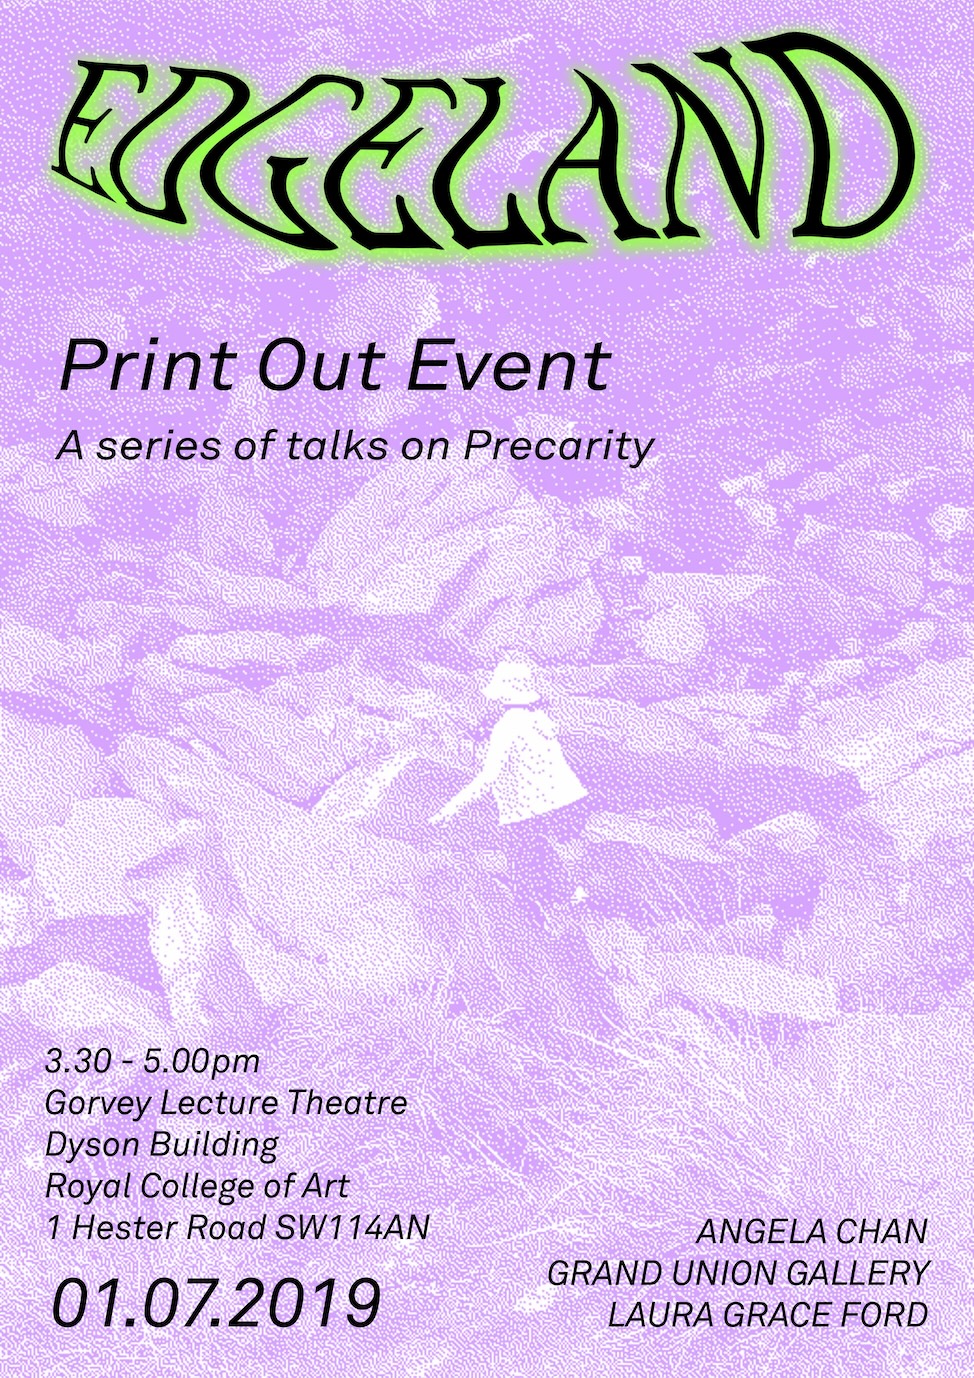 EDGELAND
Print Out Event
A series of talks on Precarity
3.30 - 5.00pm
Gorvey Lecture Theatre
Dyson Building
Royal College of Art
1 Hester Road SW114AN
01.07.2019
ANGELA CHAN
GRAND UNION GALLERY
LAURA GRACE FORD